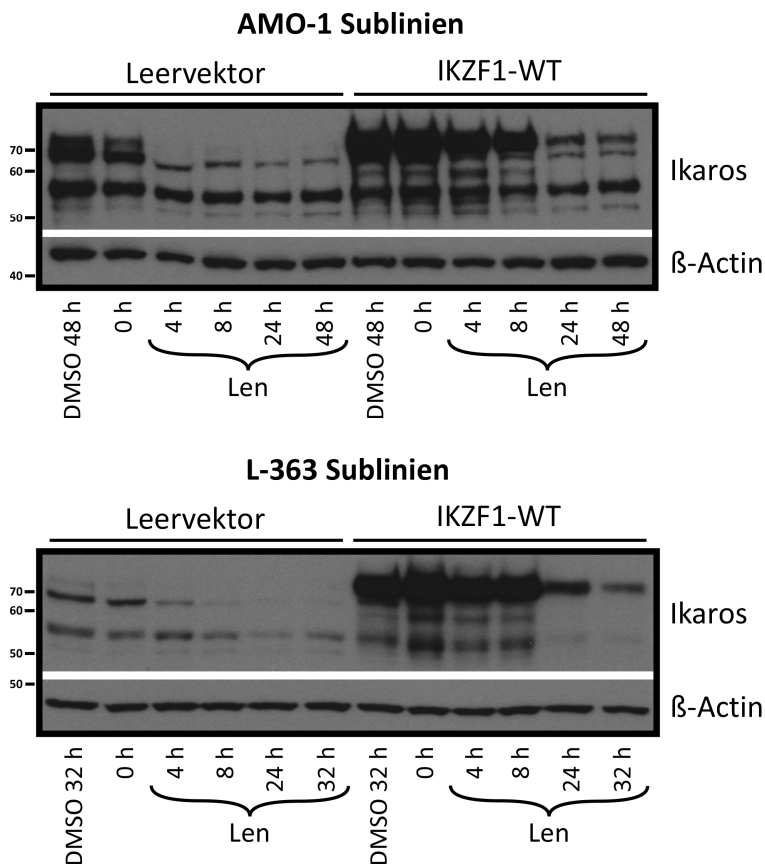 AMO-1 Sublinien
Leervektor IKZF1-WT
70
60
50
40
Ikaros
ß-Actin
DMSO 48 h 0 h 4 h 8 h 24 h 48 h DMSO 48 h 0 h 4 h 8 h 24 h 48 h
Len Len
L-363 Sublinien
Leervektor IKZF1-WT
70
60
50
50
Ikaros
ß-Actin
DMSO 32 h 0 h 4 h 8 h 24 h 32 h DMSO 32 h 0 h 4 h 8 h 24 h 32 h
Len Len